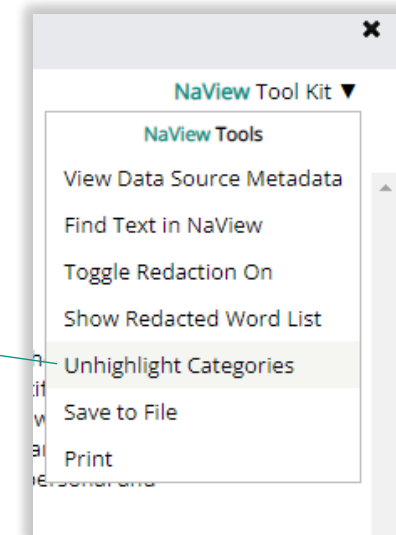 NaView Tool Kit ▼
NaView Tools
View Data Source Metadata
Find Text in NaView
Toggle Redaction On
Show Redacted Word List
Unhighlight Categories
Save to File
Print